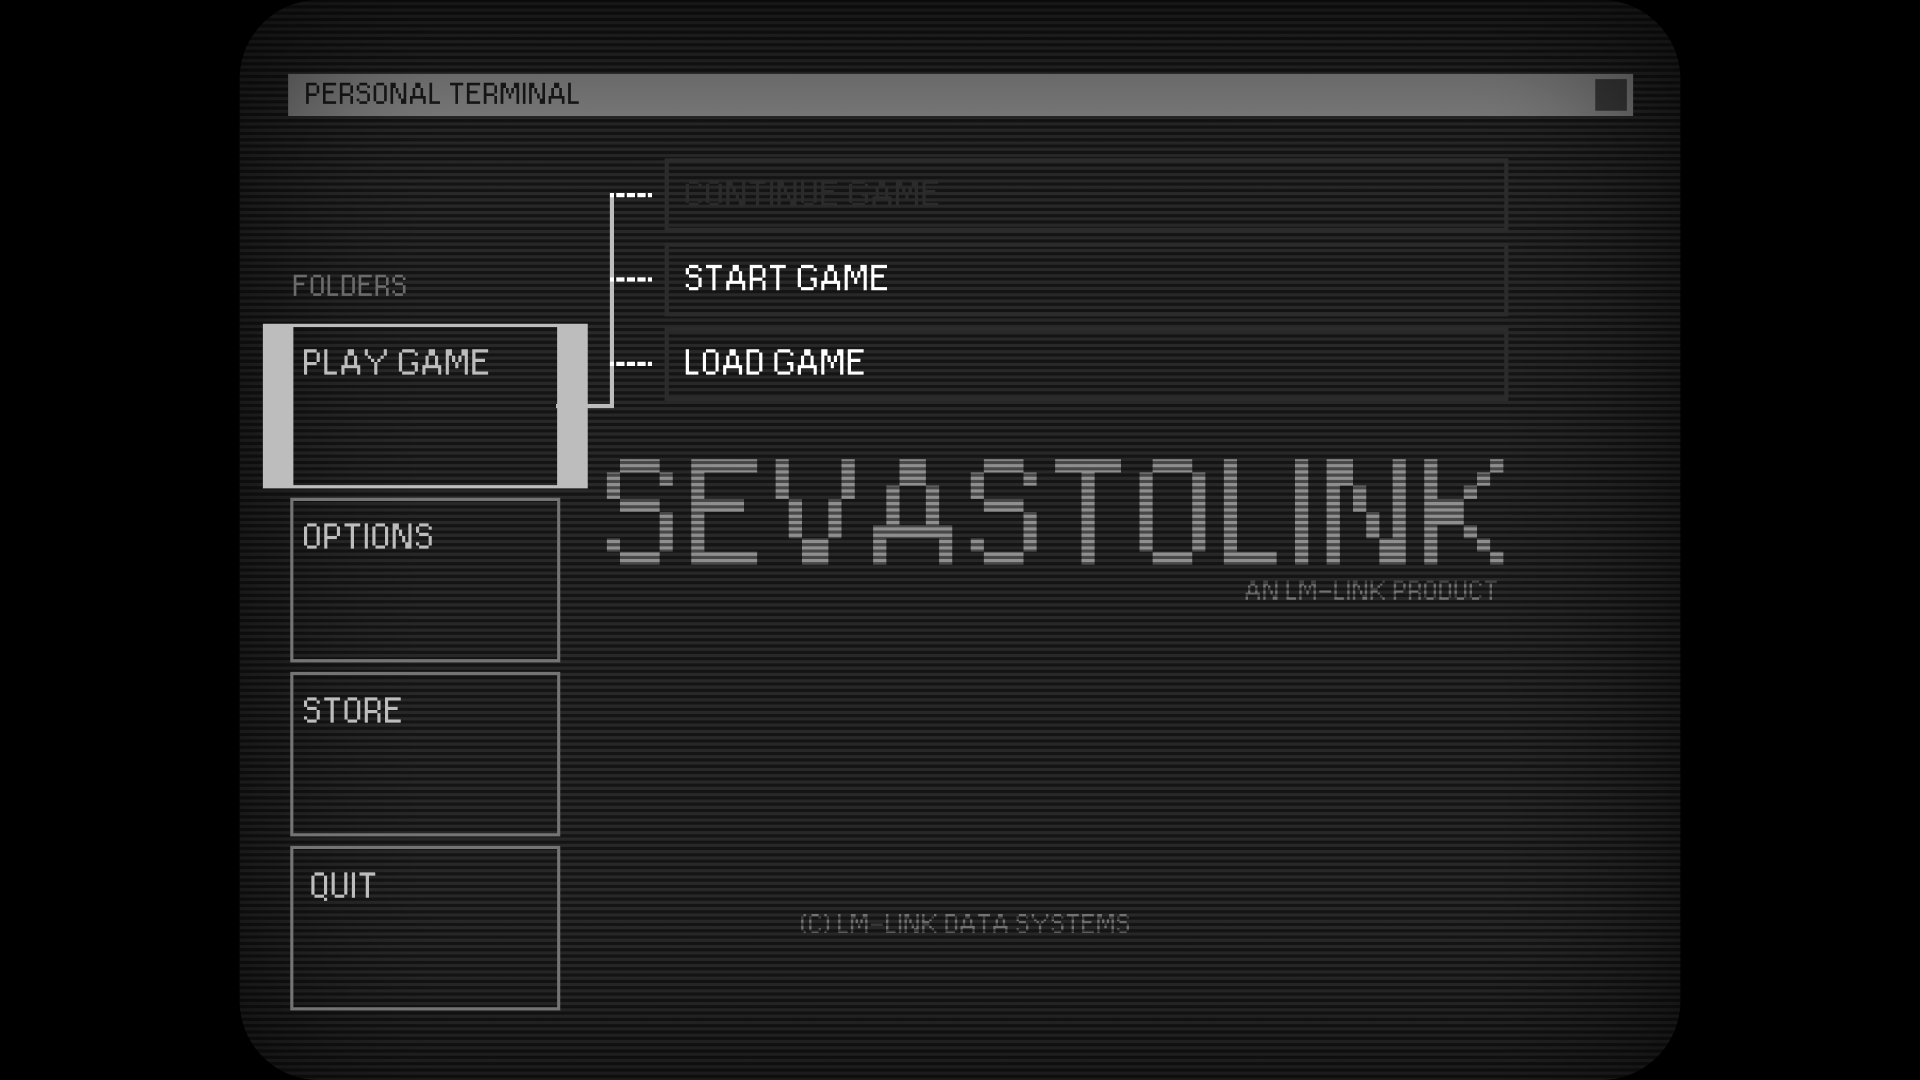 PERSONAL TERMINAL
CONTINUE GAME
START GAME
FOLDERS
PLAY GAME
LOAD GAME
SEVASTOLINK
OPTIONS
AN LM-LINK PRODUCT
STORE
QUIT
(C) LM-LINK DATA SYSTEMS